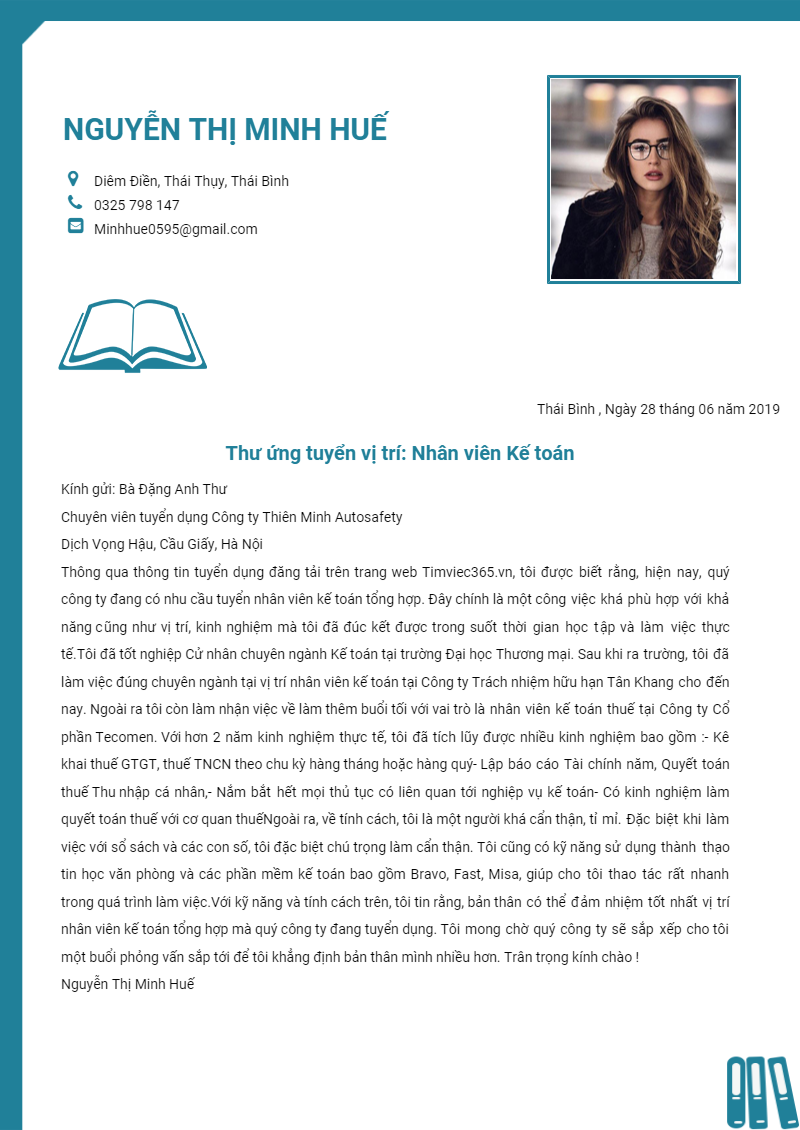 NGUYỄN THỊ MINH HUẾ
Diêm Điền, Thái Thụy, Thái Bình
0325 798 147
Minhhue0595@gmail.com
Thái Bình , Ngày 28 tháng 06 năm 2019
Thư ứng tuyển vị trí: Nhân viên Kế toán
Kính gửi: Bà Đặng Anh Thư
Chuyên viên tuyển dụng Công ty Thiên Minh Autosafety
Dịch Vọng Hậu, Cầu Giấy, Hà Nội
Thông qua thông tin tuyển dụng đăng tải trên trang web Timviec365.vn, tôi được biết rằng, hiện nay, quý
công ty đang có nhu cầu tuyển nhân viên kế toán tổng hợp. Đây chính là một công việc khá phù hợp với khả
năng cũng như vị trí, kinh nghiệm mà tôi đã đúc kết được trong suốt thời gian học tập và làm việc thực
tế.Tôi đã tốt nghiệp Cử nhân chuyên ngành Kế toán tại trường Đại học Thương mại. Sau khi ra trường, tôi đã
làm việc đúng chuyên ngành tại vị trí nhân viên kế toán tại Công ty Trách nhiệm hữu hạn Tân Khang cho đến
nay. Ngoài ra tôi còn làm nhận việc về làm thêm buổi tối với vai trò là nhân viên kế toán thuế tại Công ty Cổ
phần Tecomen. Với hơn 2 năm kinh nghiệm thực tế, tôi đã tích lũy được nhiều kinh nghiệm bao gồm :- Kê
khai thuế GTGT, thuế TNCN theo chu kỳ hàng tháng hoặc hàng quý- Lập báo cáo Tài chính năm, Quyết toán
thuế Thu nhập cá nhân,- Nắm bắt hết mọi thủ tục có liên quan tới nghiệp vụ kế toán- Có kinh nghiệm làm
quyết toán thuế với cơ quan thuếNgoài ra, về tính cách, tôi là một người khá cẩn thận, tỉ mỉ. Đặc biệt khi làm
việc với sổ sách và các con số, tôi đặc biệt chú trọng làm cẩn thận. Tôi cũng có kỹ năng sử dụng thành thạo
tin học văn phòng và các phần mềm kế toán bao gồm Bravo, Fast, Misa, giúp cho tôi thao tác rất nhanh
trong quá trình làm việc.Với kỹ năng và tính cách trên, tôi tin rằng, bản thân có thể đảm nhiệm tốt nhất vị trí
nhân viên kế toán tổng hợp mà quý công ty đang tuyển dụng. Tôi mong chờ quý công ty sẽ sắp xếp cho tôi
một buổi phỏng vấn sắp tới để tôi khẳng định bản thân mình nhiều hơn. Trân trọng kính chào !
Nguyễn Thị Minh Huế